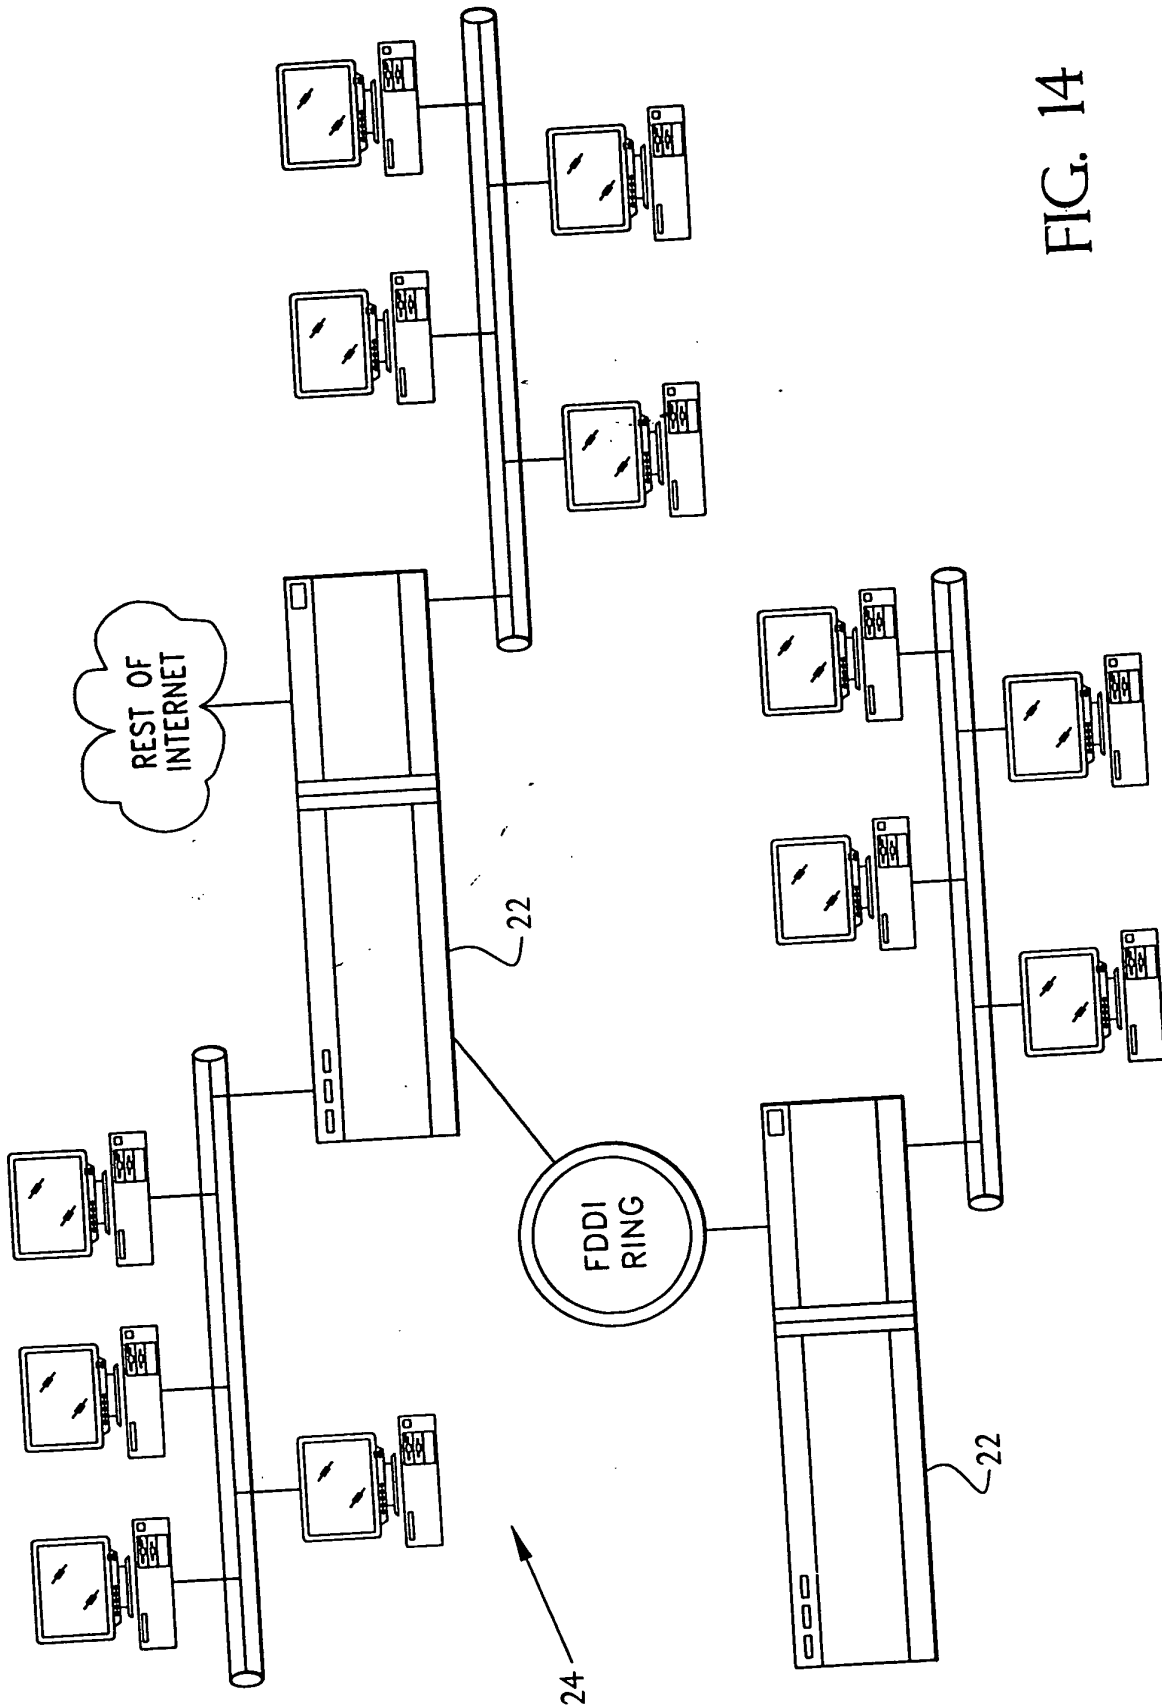 REST OF
INTERNET
22
FDDI
RING
24
22
FIG. 14